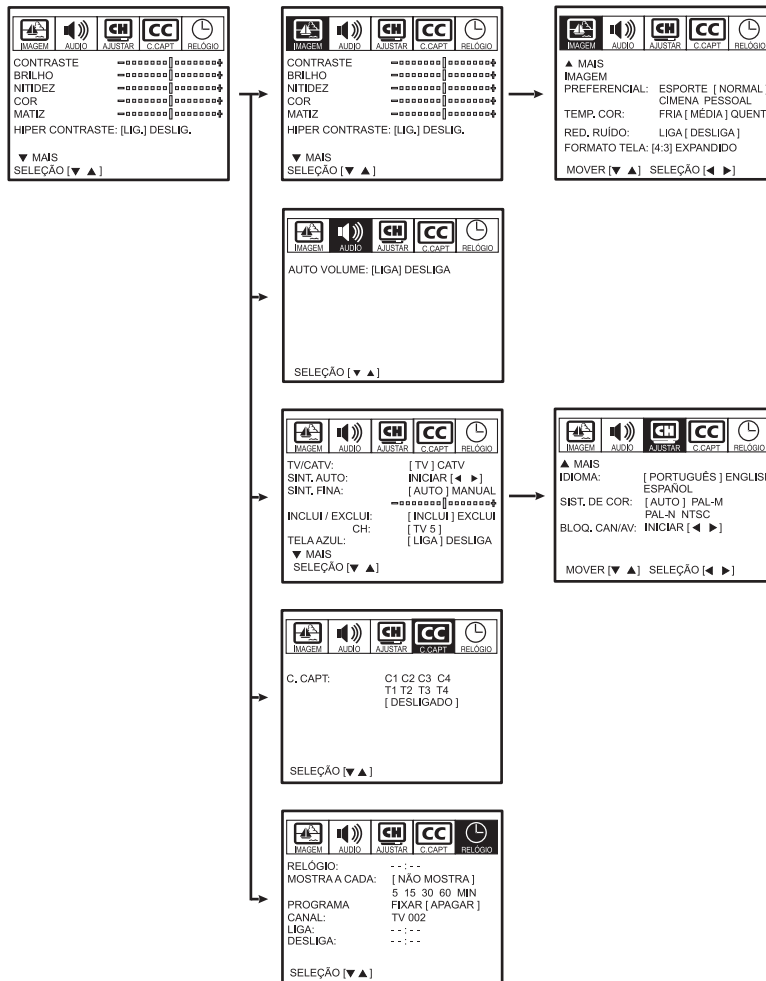 IMAGEM AUDIO AJUSTAR C.CAPT RELÓGIO
CONTRASTE
BRILHO
NITIDEZ
COR
MATIZ
HIPER CONTRASTE: [LIG.] DESLIG.
▼ MAIS
SELEÇÃO [▼ ▲]
IMAGEM AUDIO AJUSTAR C.CAPT RELÓGIO
CONTRASTE
BRILHO
NITIDEZ
COR
MATIZ
HIPER CONTRASTE: [LIG.] DESLIG.
▼ MAIS
SELEÇÃO [▼ ▲]
IMAGEM AUDIO AJUSTAR C.CAPT RELÓGIO
▲ MAIS
IMAGEM
PREFERENCIAL: ESPORTE [ NORMAL ]
CIMENA PESSOAL
TEMP. COR: FRIA [ MÉDIA ] QUENT
RED. RUÍDO: LIGA [ DESLIGA ]
FORMATO TELA: [4:3] EXPANDIDO
MOVER [▼ ▲] SELEÇÃO [◀ ▶]
IMAGEM AUDIO AJUSTAR C.CAPT RELÓGIO
AUTO VOLUME: [LIGA] DESLIGA
SELEÇÃO [▼ ▲]
IMAGEM AUDIO AJUSTAR C.CAPT RELÓGIO
TV/CATV: [ TV ] CATV
SINT. AUTO: INICIAR [◀ ▶]
SINT. FINA: [ AUTO ] MANUAL
INCLUI / EXCLUI: [ INCLUI ] EXCLUI
CH: [ TV 5 ]
TELA AZUL: [ LIGA ] DESLIGA
▼ MAIS
SELEÇÃO [▼ ▲]
IMAGEM AUDIO AJUSTAR C.CAPT RELÓGIO
▲ MAIS
IDIOMA: [ PORTUGUÊS ] ENGLISH
ESPAÑOL
SIST. DE COR: [ AUTO ] PAL-M
PAL-N NTSC
BLOQ. CAN/AV: INICIAR [◀ ▶]
MOVER [▼ ▲] SELEÇÃO [◀ ▶]
IMAGEM AUDIO AJUSTAR C.CAPT RELÓGIO
C. CAPT: C1 C2 C3 C4
T1 T2 T3 T4
[ DESLIGADO ]
SELEÇÃO [▼ ▲]
IMAGEM AUDIO AJUSTAR C.CAPT RELÓGIO
RELÓGIO: - - : - -
MOSTRA A CADA: [ NÃO MOSTRA ]
5 15 30 60 MIN
PROGRAMA FIXAR [ APAGAR ]
CANAL: TV 002
LIGA: - - : - -
DESLIGA: - - : - -
SELEÇÃO [▼ ▲]